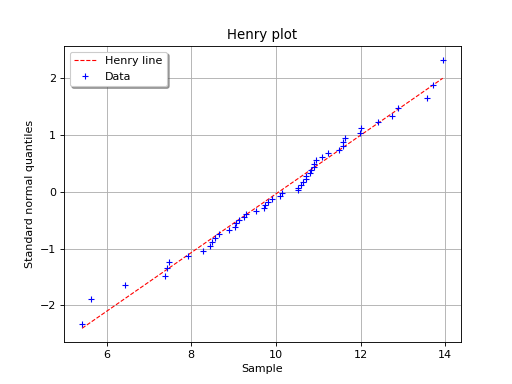 Henry plot
Henry line
Data
2
1
0
−1
−2
Standard normal quantiles
6
8
10
12
14
Sample